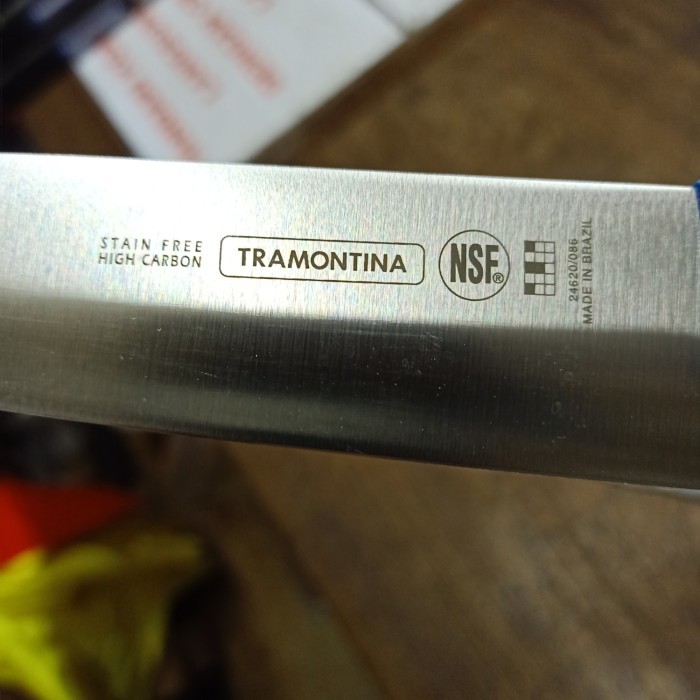 STAIN FREE
HIGH CARBON
TRAMONTINA
NSF®
24620/086
MADE IN BRAZIL